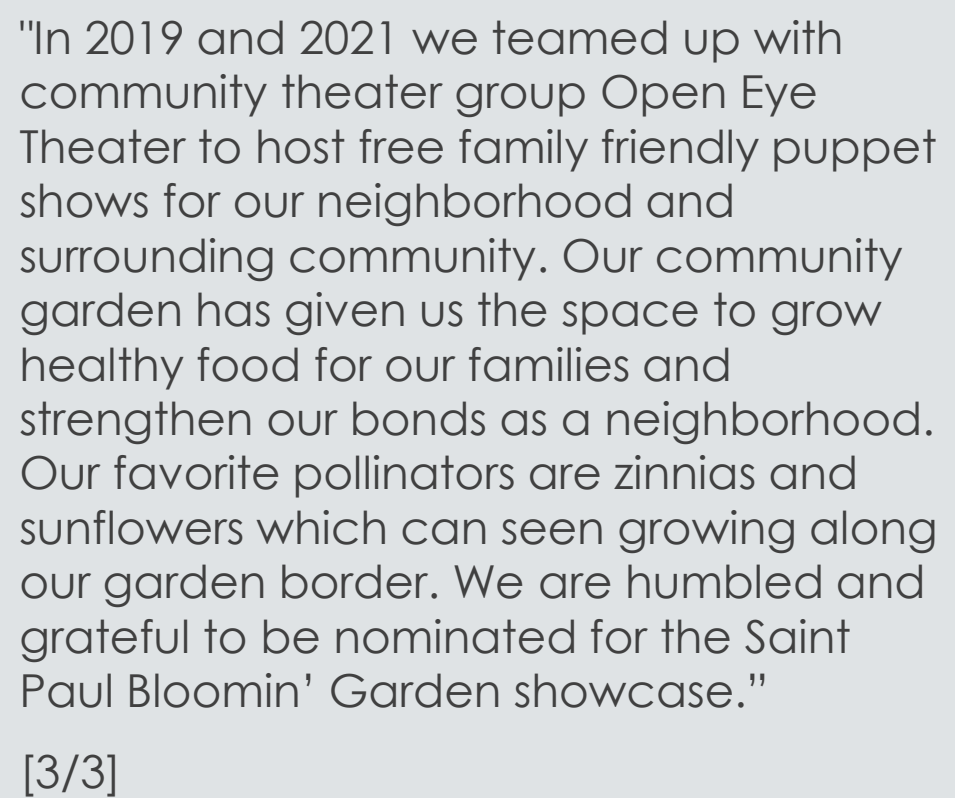 "In 2019 and 2021 we teamed up with
community theater group Open Eye
Theater to host free family friendly puppet
shows for our neighborhood and
surrounding community. Our community
garden has given us the space to grow
healthy food for our families and
strengthen our bonds as a neighborhood.
Our favorite pollinators are zinnias and
sunflowers which can seen growing along
our garden border. We are humbled and
grateful to be nominated for the Saint
Paul Bloomin’ Garden showcase.”
[3/3]